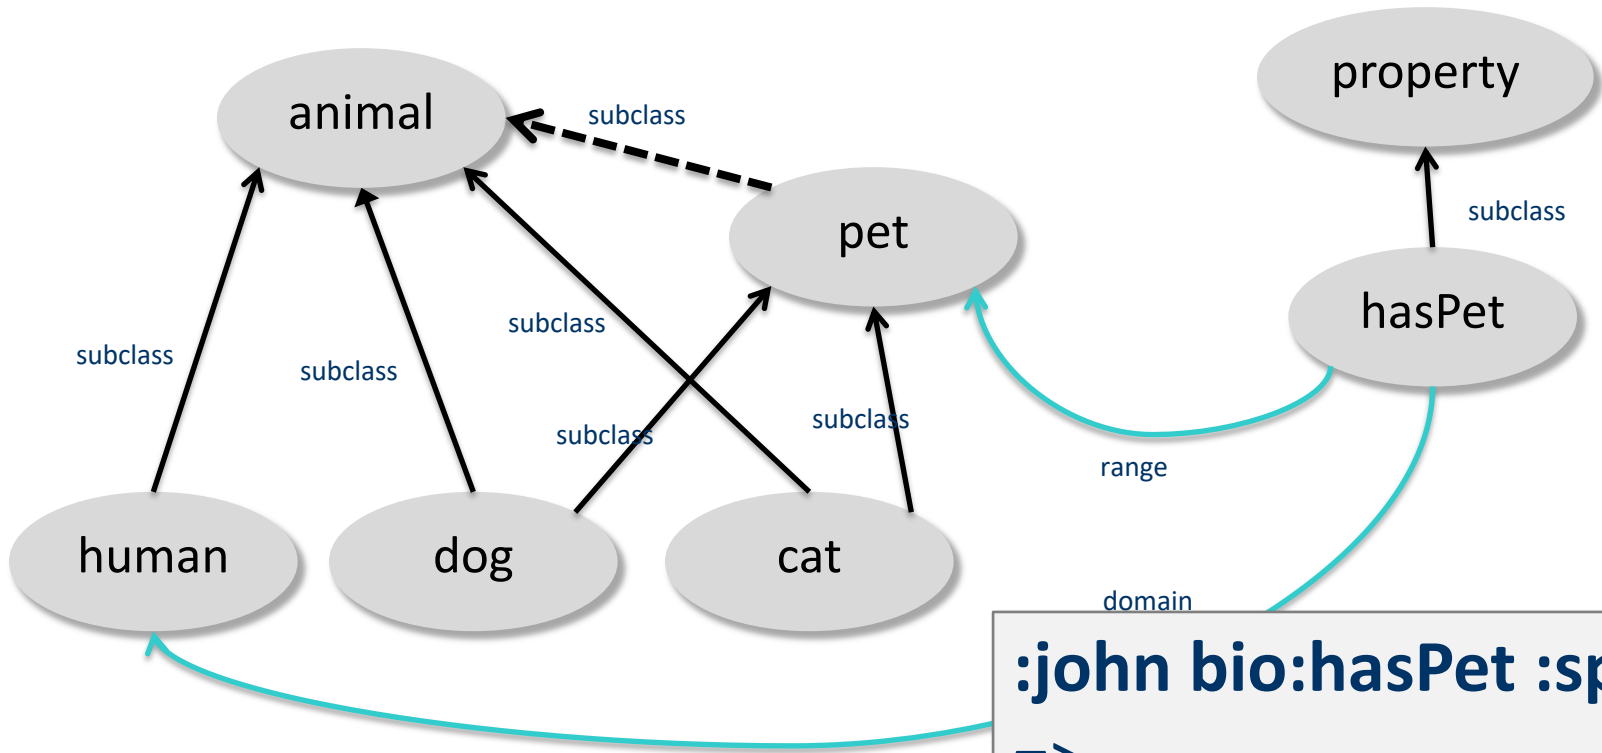 property
animal
subclass
pet
subclass
hasPet
subclass
subclass
subclass
subclass
subclass
range
human
dog
cat
domain
:john bio:hasPet :sp
=>